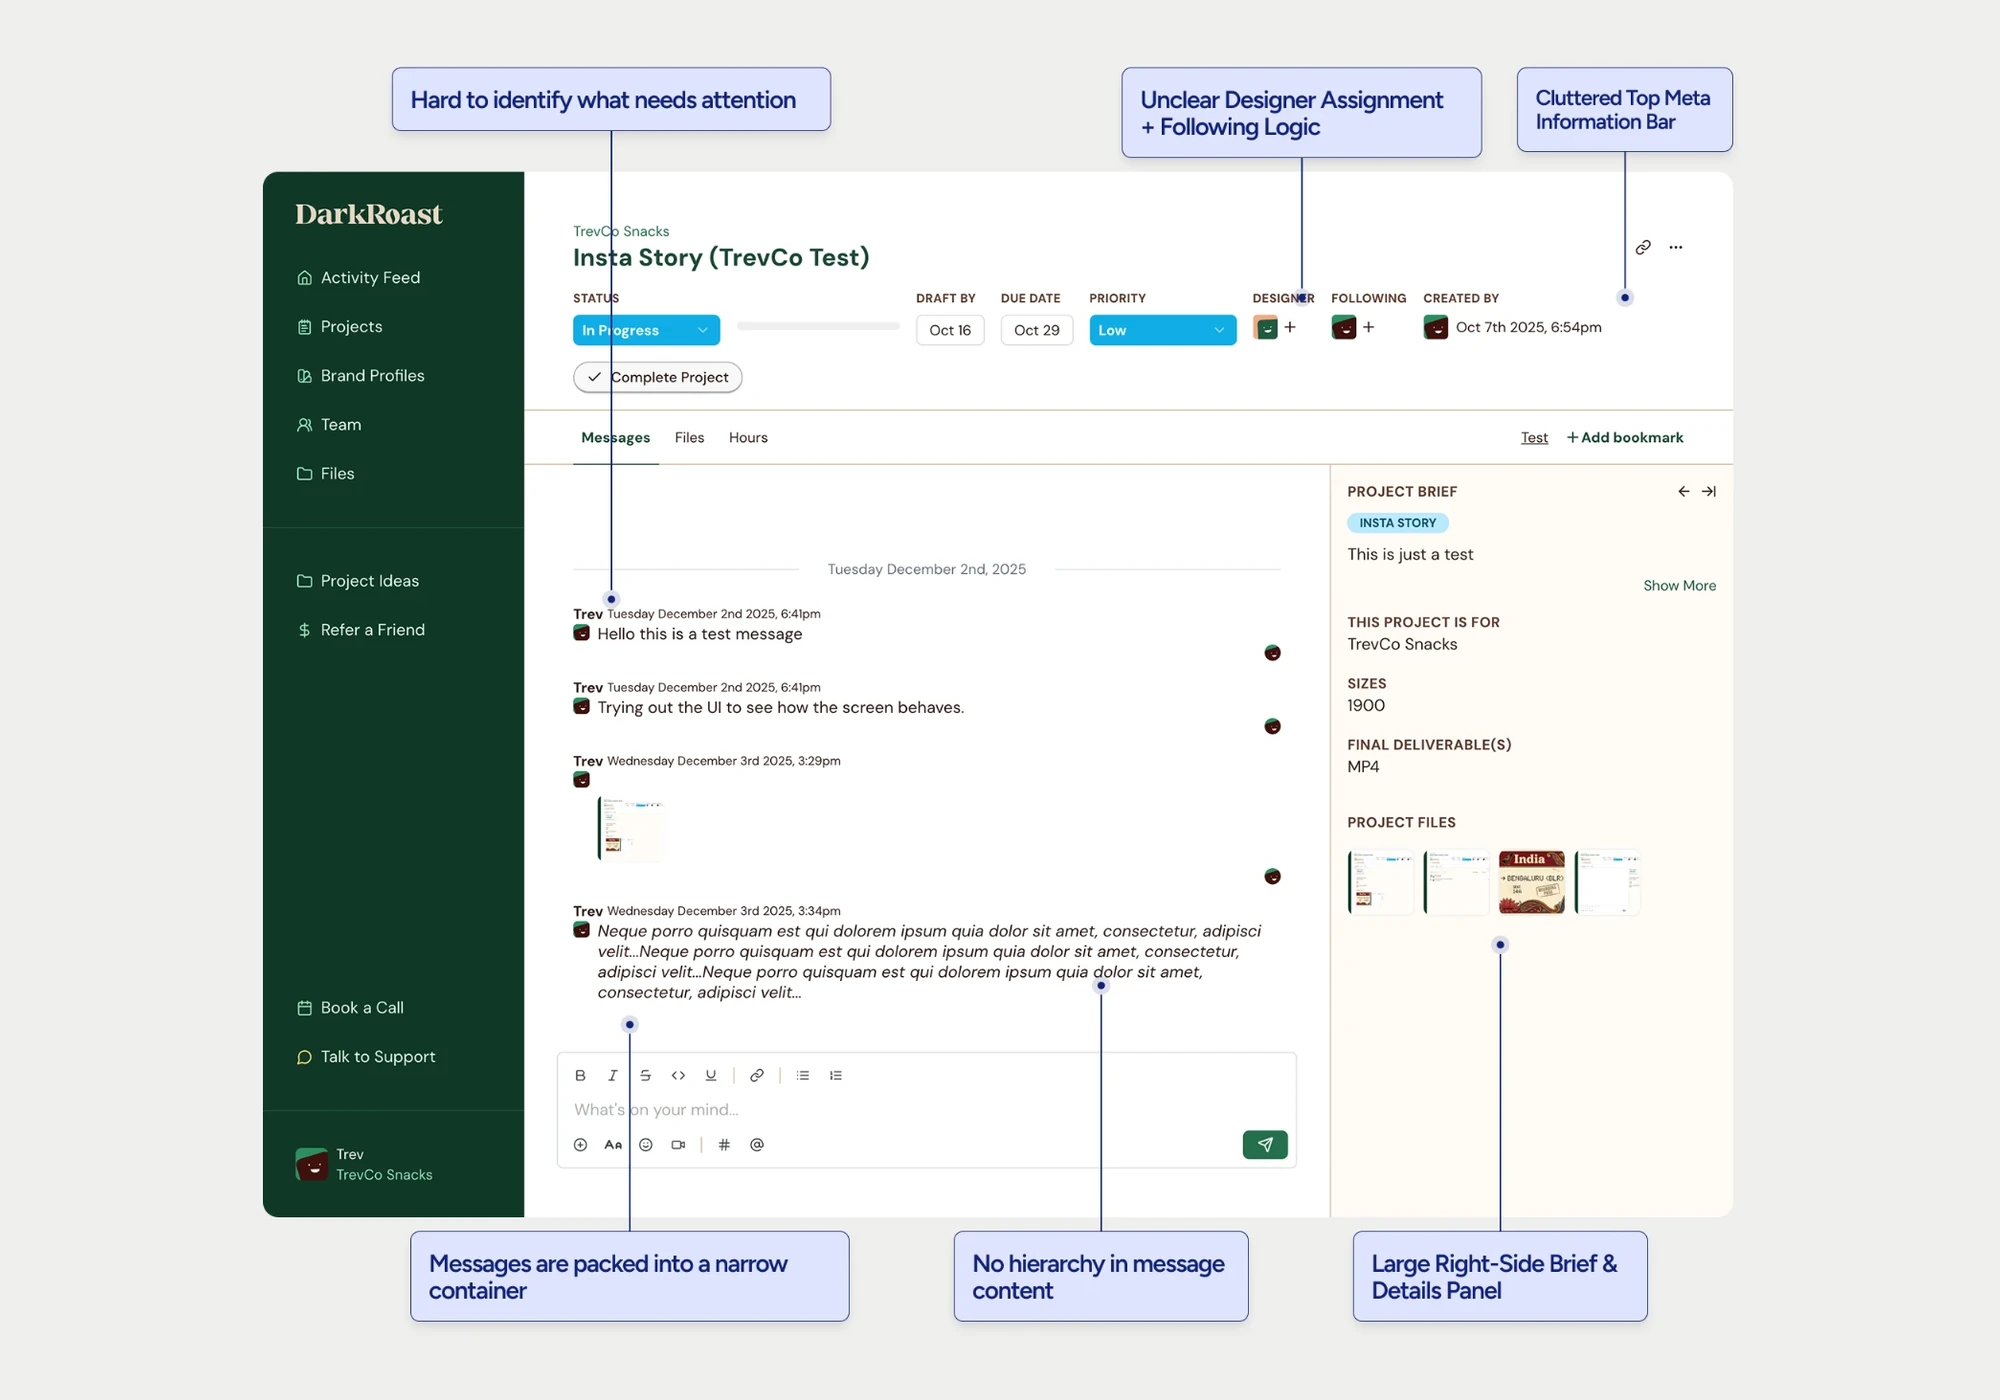 Hard to identify what needs attention
Unclear Designer Assignment
+ Following Logic
Cluttered Top Meta
Information Bar
DarkRoast
Activity Feed
Projects
Brand Profiles
Team
Files
Project Ideas
Refer a Friend
Book a Call
Talk to Support
Trev
TrevCo Snacks
TrevCo Snacks
Insta Story (TrevCo Test)
STATUS
DRAFT BY
DUE DATE
PRIORITY
DESIGNER
FOLLOWING
CREATED BY
In Progress
Oct 16
Oct 29
Low
+
+
Oct 7th 2025, 6:54pm
Complete Project
Messages
Files
Hours
Test
+ Add bookmark
Tuesday December 2nd, 2025
Trev Tuesday December 2nd 2025, 6:41pm
Hello this is a test message
Trev Tuesday December 2nd 2025, 6:41pm
Trying out the UI to see how the screen behaves.
Trev Wednesday December 3rd 2025, 3:29pm
Trev Wednesday December 3rd 2025, 3:34pm
Neque porro quisquam est qui dolorem ipsum quia dolor sit amet, consectetur, adipisci
velit...Neque porro quisquam est qui dolorem ipsum quia dolor sit amet, consectetur,
adipisci velit...Neque porro quisquam est qui dolorem ipsum quia dolor sit amet,
consectetur, adipisci velit...
B I S <> U
What's on your mind...
Aa
# @
PROJECT BRIEF
INSTA STORY
This is just a test
Show More
THIS PROJECT IS FOR
TrevCo Snacks
SIZES
1900
FINAL DELIVERABLE(S)
MP4
PROJECT FILES
India
BENGALURU (BLR)
Messages are packed into a narrow
container
No hierarchy in message
content
Large Right-Side Brief &
Details Panel